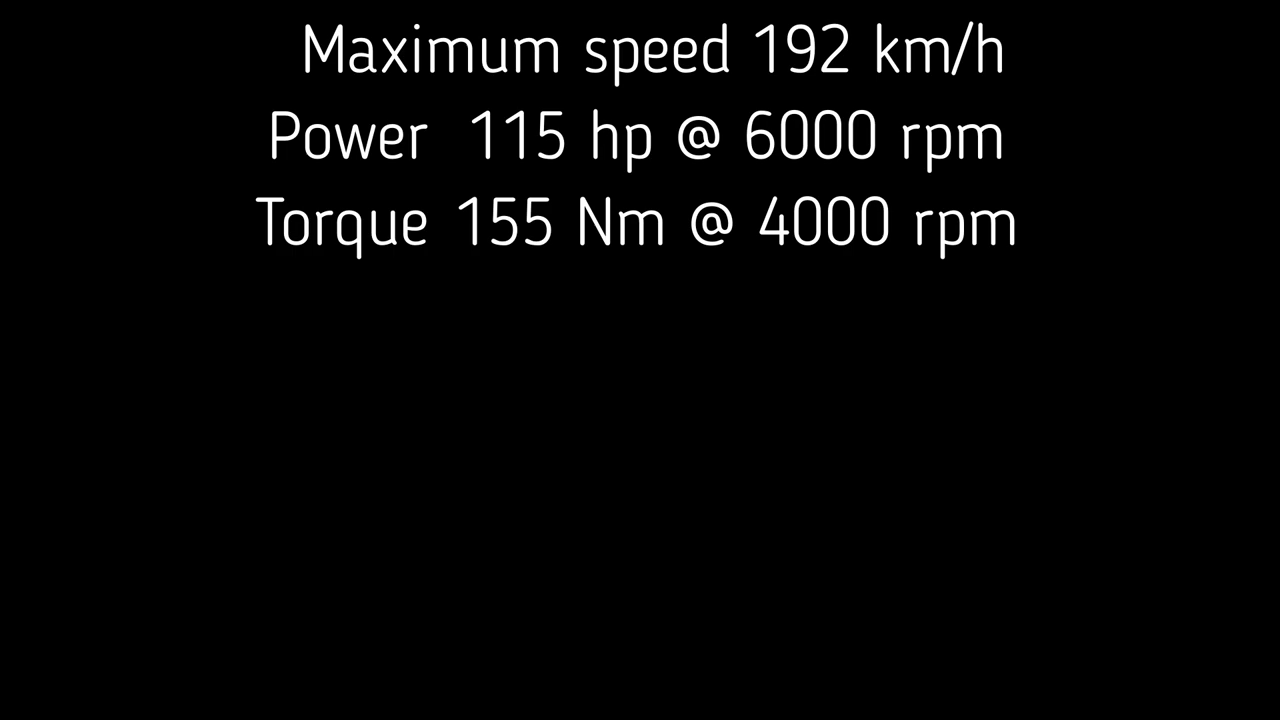 Maximum speed 192 km/h
Power 115 hp @ 6000 rpm
Torque 155 Nm @ 4000 rpm